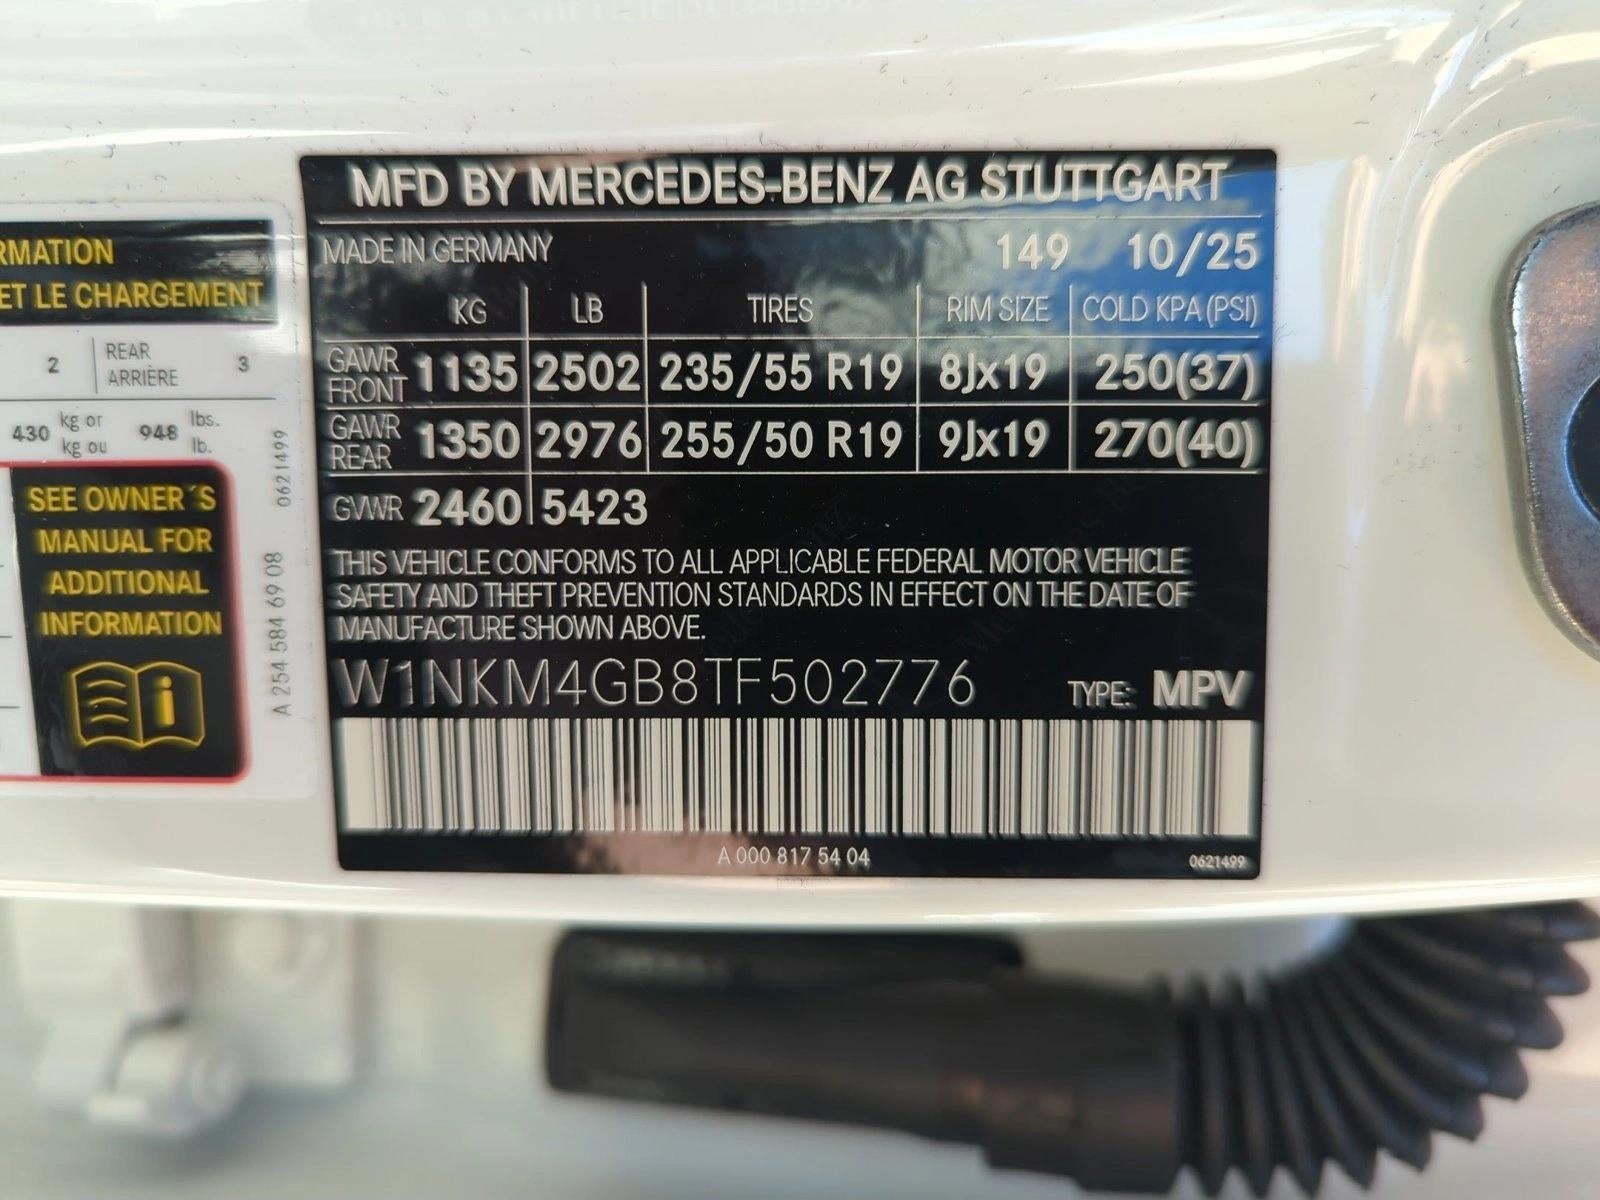 RMATION
ET LE CHARGEMENT
2 REAR ARRIÈRE 3
430 kg or kg ou 948 lbs. lb.
SEE OWNER´S
MANUAL FOR
ADDITIONAL
INFORMATION
A 254 584 69 08 0621499
MFD BY MERCEDES-BENZ AG STUTTGART
MADE IN GERMANY 149 10/25
KG LB TIRES RIM SIZE COLD KPA (PSI)
GAWR FRONT 1135 2502 235/55 R19 8Jx19 250(37)
GAWR REAR 1350 2976 255/50 R19 9Jx19 270(40)
GVWR 2460 5423
THIS VEHICLE CONFORMS TO ALL APPLICABLE FEDERAL MOTOR VEHICLE
SAFETY AND THEFT PREVENTION STANDARDS IN EFFECT ON THE DATE OF
MANUFACTURE SHOWN ABOVE.
W1NKM4GB8TF502776 TYPE: MPV
A 000 817 54 04 0621499